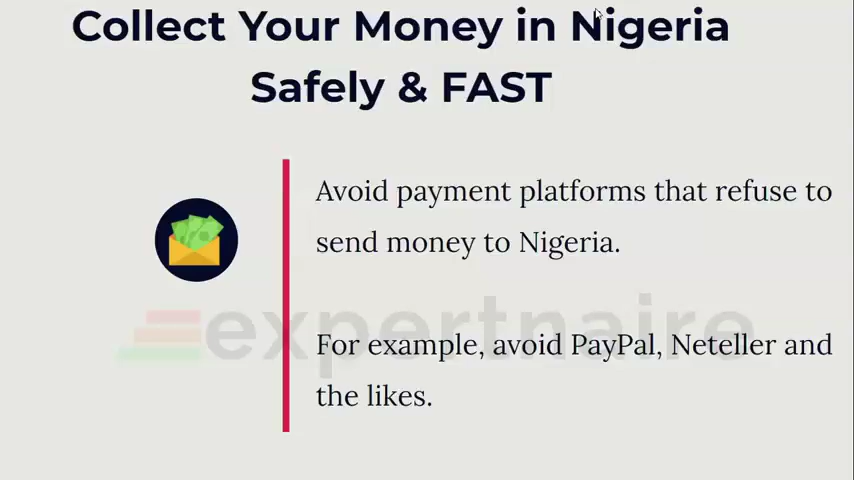 Collect Your Money in Nigeria
Safely & FAST
Avoid payment platforms that refuse to
send money to Nigeria.
expertnaire
For example, avoid PayPal, Neteller and
the likes.